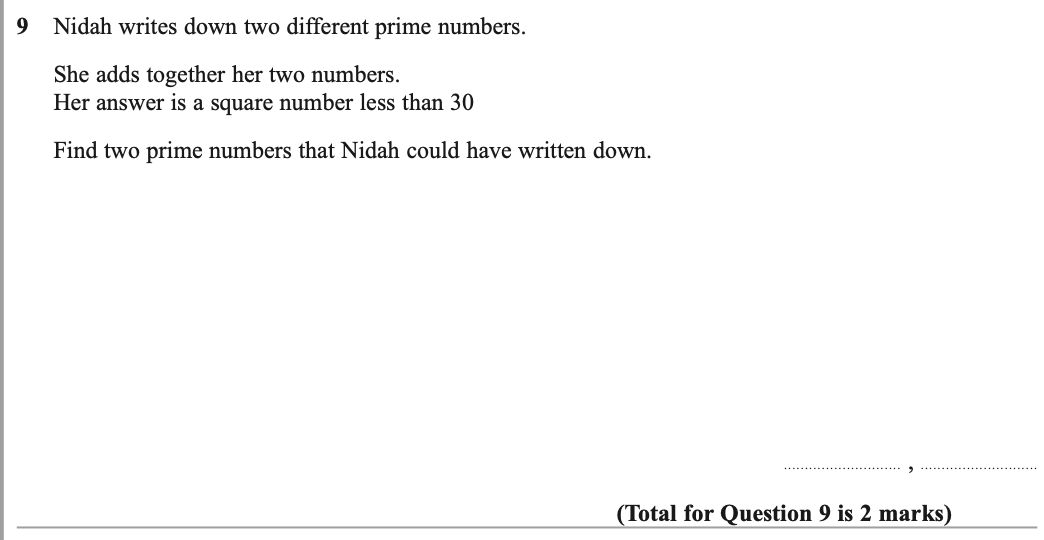 9 Nidah writes down two different prime numbers.
She adds together her two numbers.
Her answer is a square number less than 30
Find two prime numbers that Nidah could have written down.
.............................. , ..............................
(Total for Question 9 is 2 marks)